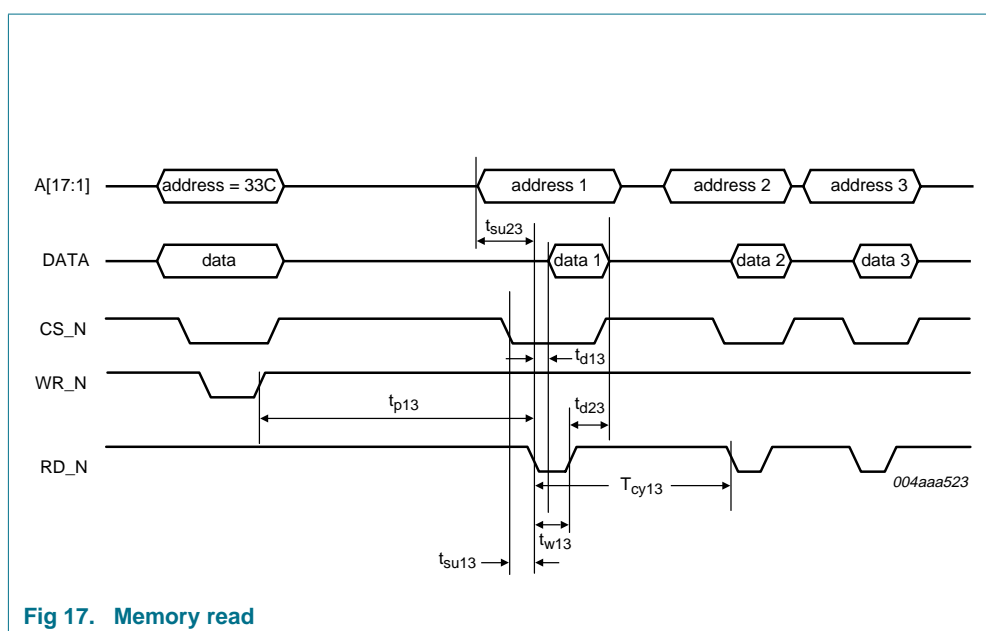 A[17:1] address = 33C address 1 address 2 address 3
tsu23
DATA data data 1 data 2 data 3
CS_N
td13
WR_N
tp13 td23
RD_N
004aaa523
Tcy13
tw13
tsu13
Fig 17. Memory read